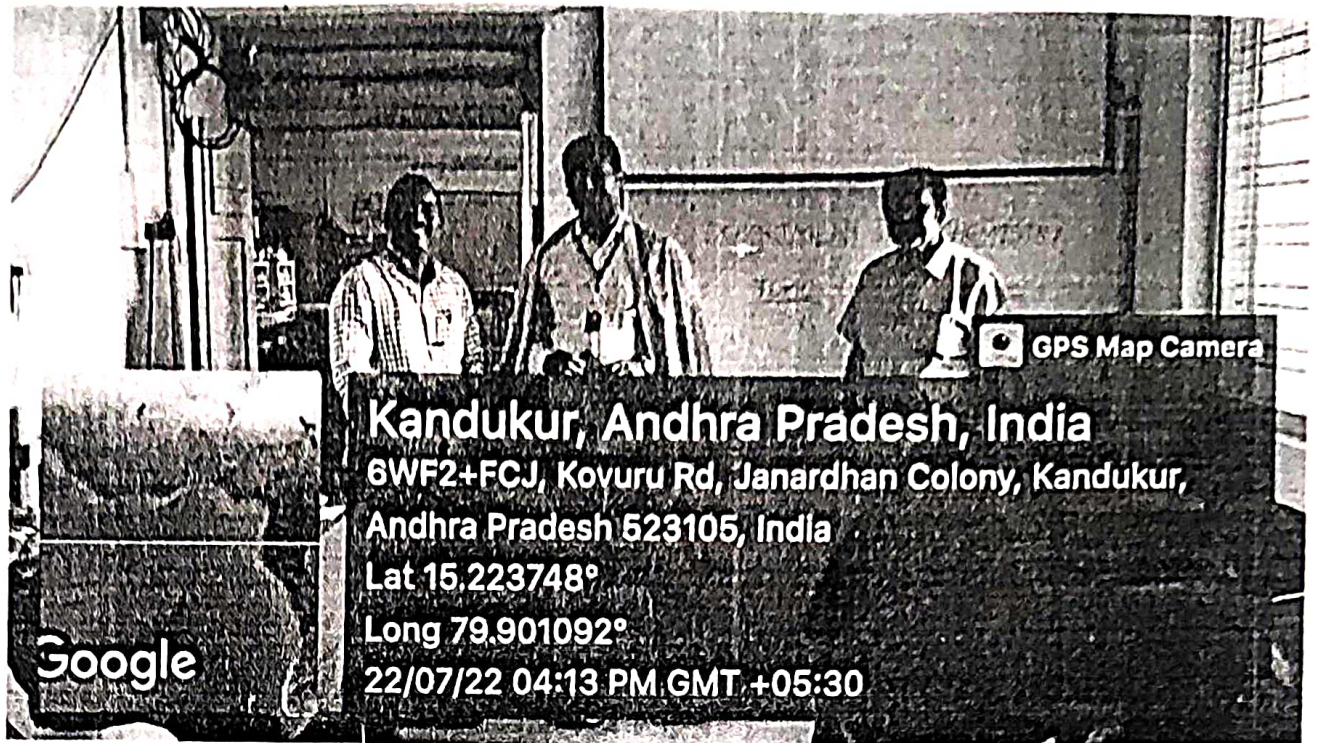 GPS Map Camera
Kandukur, Andhra Pradesh, India
6WF2+FCJ, Kovuru Rd, Janardhan Colony, Kandukur,
Andhra Pradesh 523105, India
Lat 15.223748°
Long 79.901092°
22/07/22 04:13 PM GMT +05:30
Google